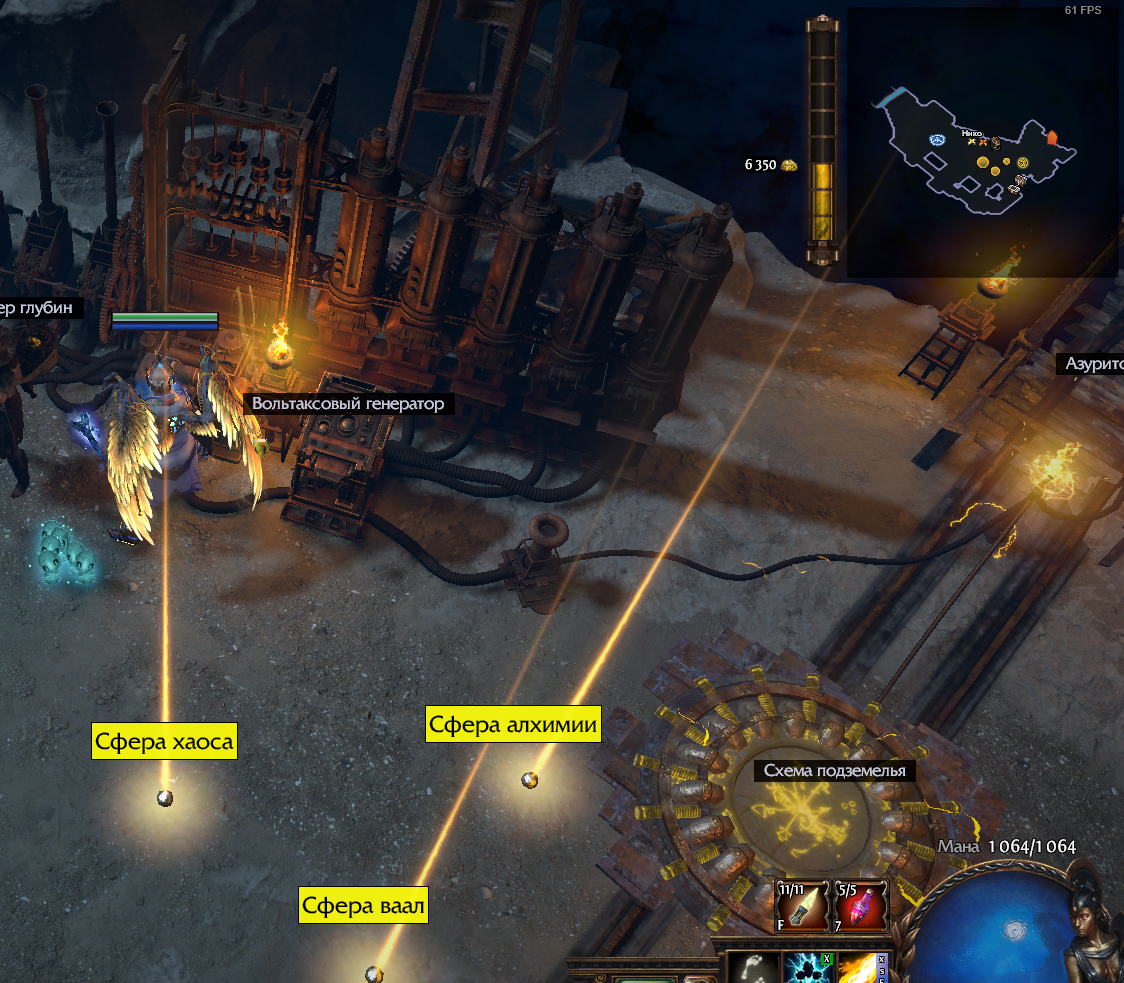 61 FPS
Нико
6 350
ер глубин
Азурито
Вольтаксовый генератор
Сфера алхимии
Сфера хаоса
Схема подземелья
Мана 1 064/1 064
11/11
5/5
Сфера ваал
F
7
X
X
S